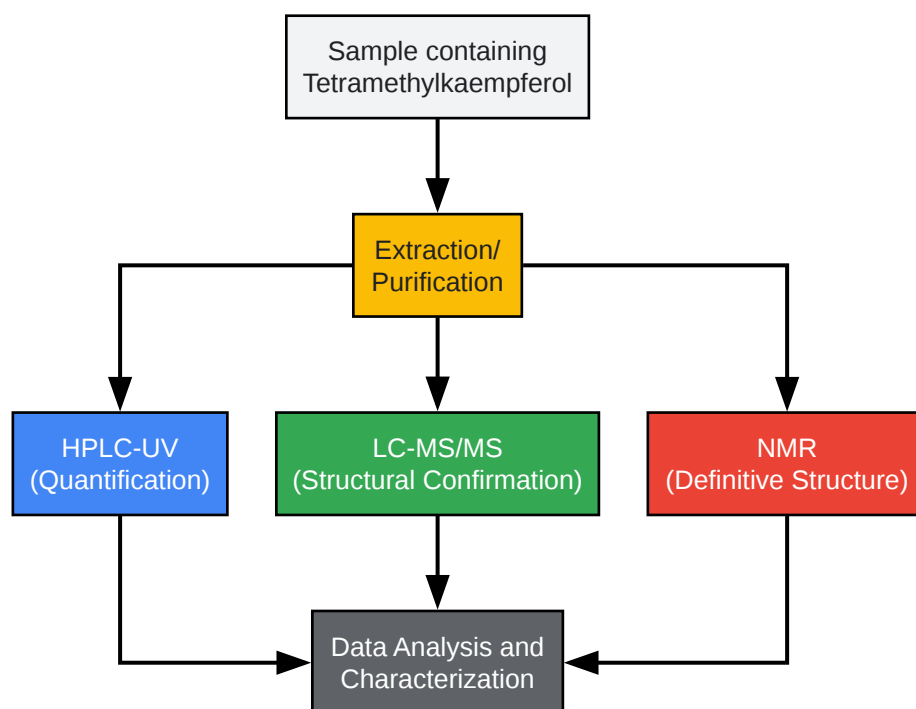 Sample containing
Tetramethylkaempferol
Extraction/
Purification
HPLC-UV
(Quantification)
LC-MS/MS
(Structural Confirmation)
NMR
(Definitive Structure)
Data Analysis and
Characterization